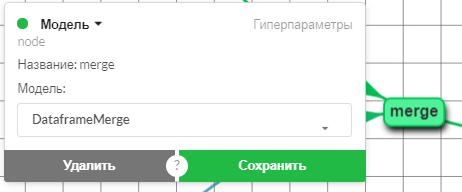 Модель
Гиперпараметры
node
Название: merge
Модель:
DataframeMerge
Удалить
?
Сохранить
merge